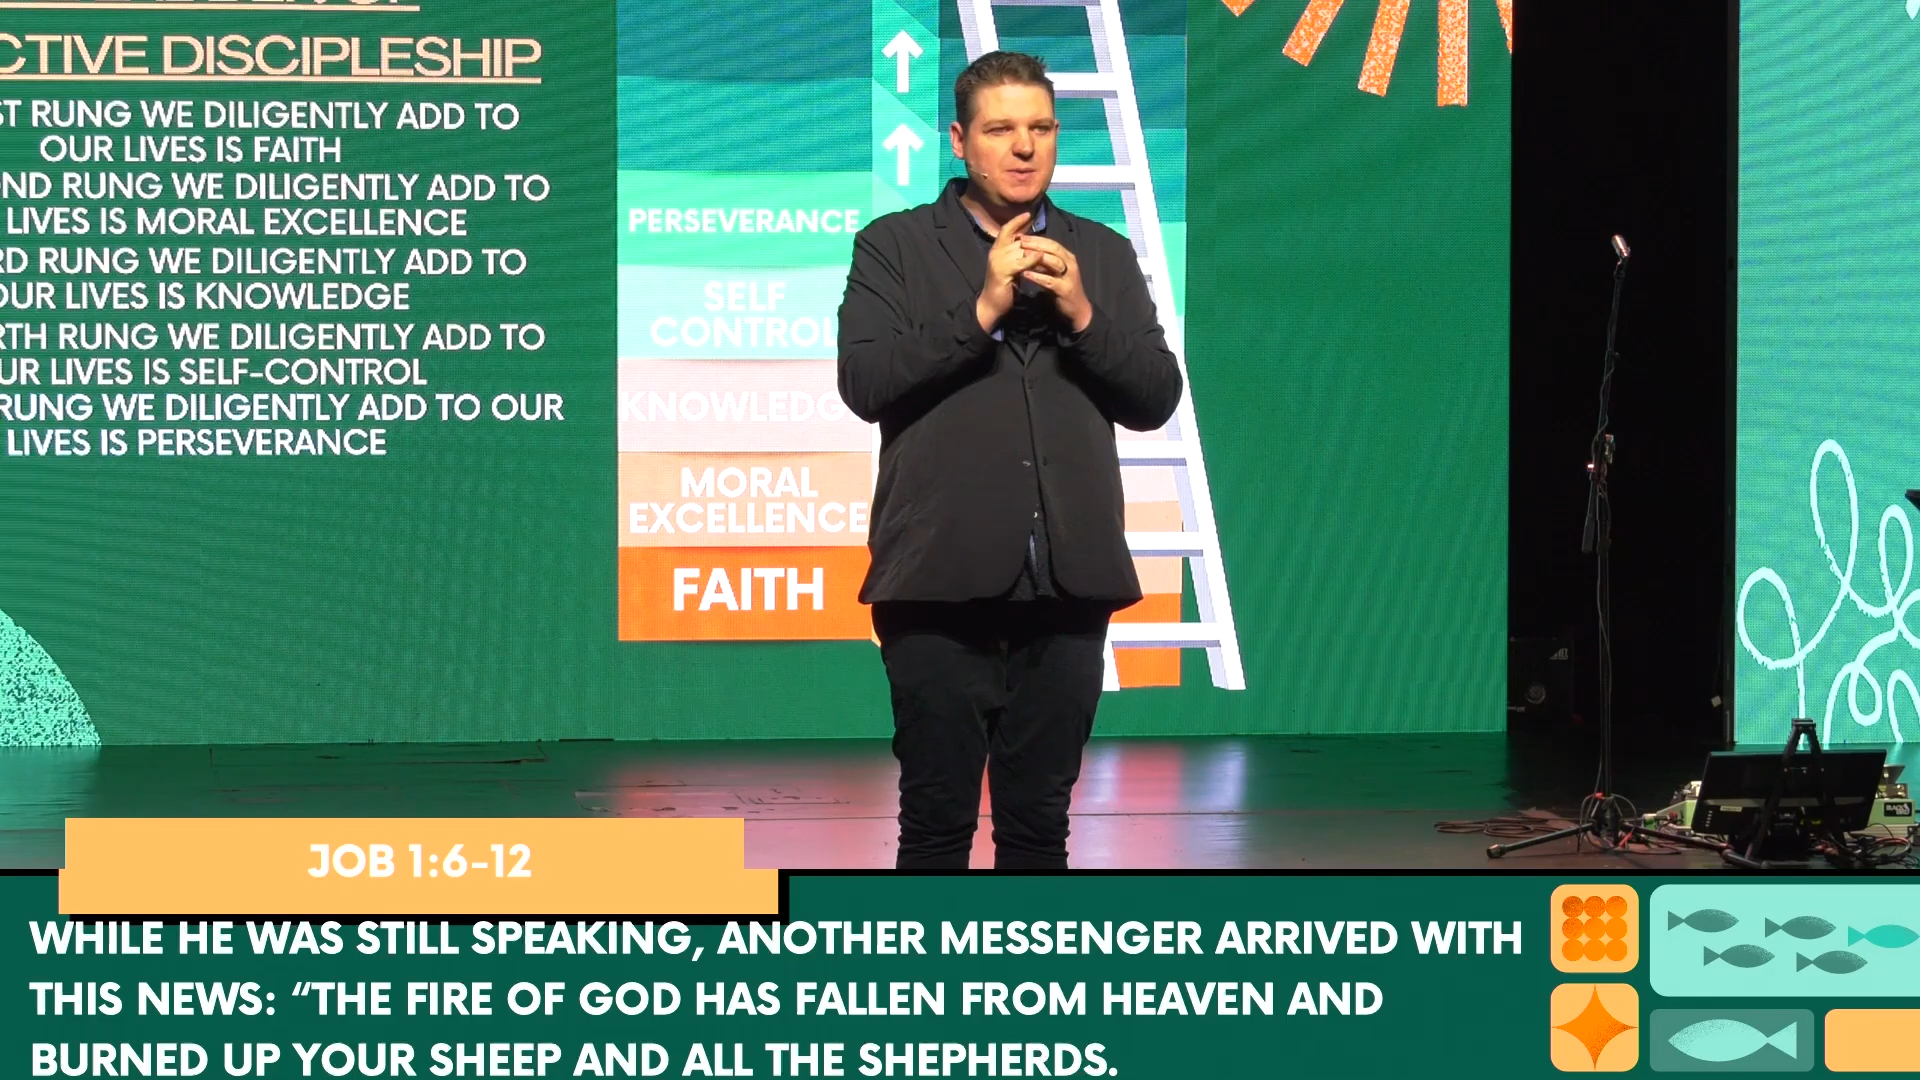 CTIVE DISCIPLESHIP
RUNG WE DILIGENTLY ADD TO
OUR LIVES IS FAITH
RUNG WE DILIGENTLY ADD TO
LIVES IS MORAL EXCELLENCE
RUNG WE DILIGENTLY ADD TO
OUR LIVES IS KNOWLEDGE
RUNG WE DILIGENTLY ADD TO
LIVES IS SELF-CONTROL
RUNG WE DILIGENTLY ADD TO OUR
LIVES IS PERSEVERANCE
PERSEVERANCE
SELF
CONTROL
KNOWLEDG
MORAL
EXCELLENCE
FAITH
JOB 1:6-12
WHILE HE WAS STILL SPEAKING, ANOTHER MESSENGER ARRIVED WITH
THIS NEWS: “THE FIRE OF GOD HAS FALLEN FROM HEAVEN AND
BURNED UP YOUR SHEEP AND ALL THE SHEPHERDS.